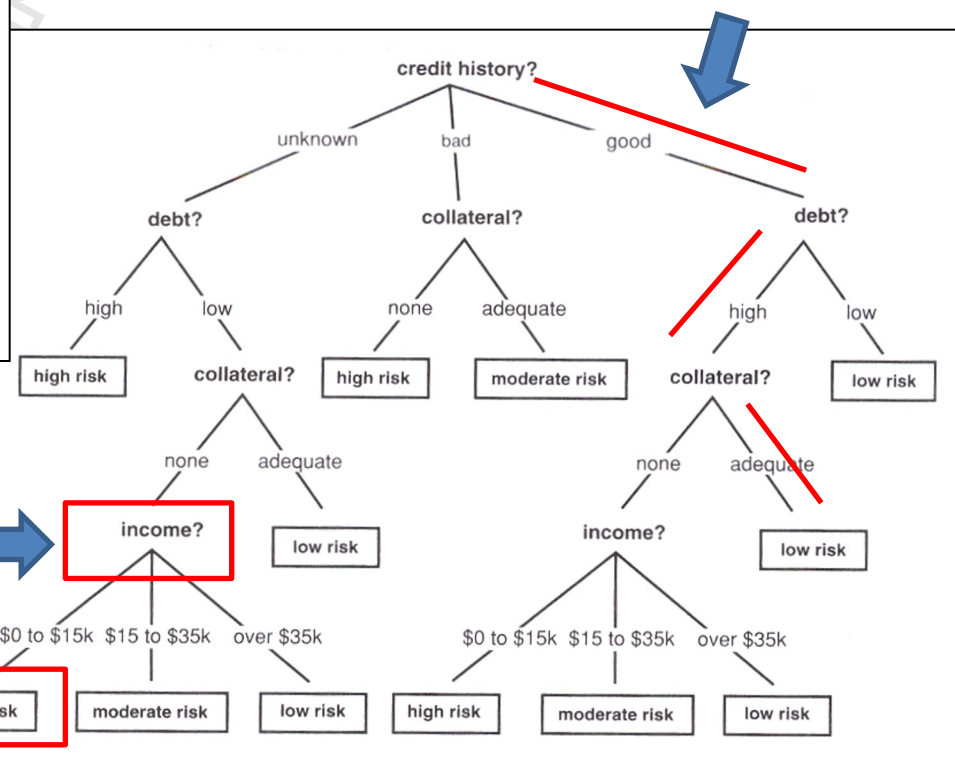 credit history?
unknown bad good
debt? collateral? debt?
high low none adequate high low
high risk collateral? high risk moderate risk collateral? low risk
none adequate none adequate
income? low risk income? low risk
$0 to $15k $15 to $35k over $35k $0 to $15k $15 to $35k over $35k
sk moderate risk low risk high risk moderate risk low risk